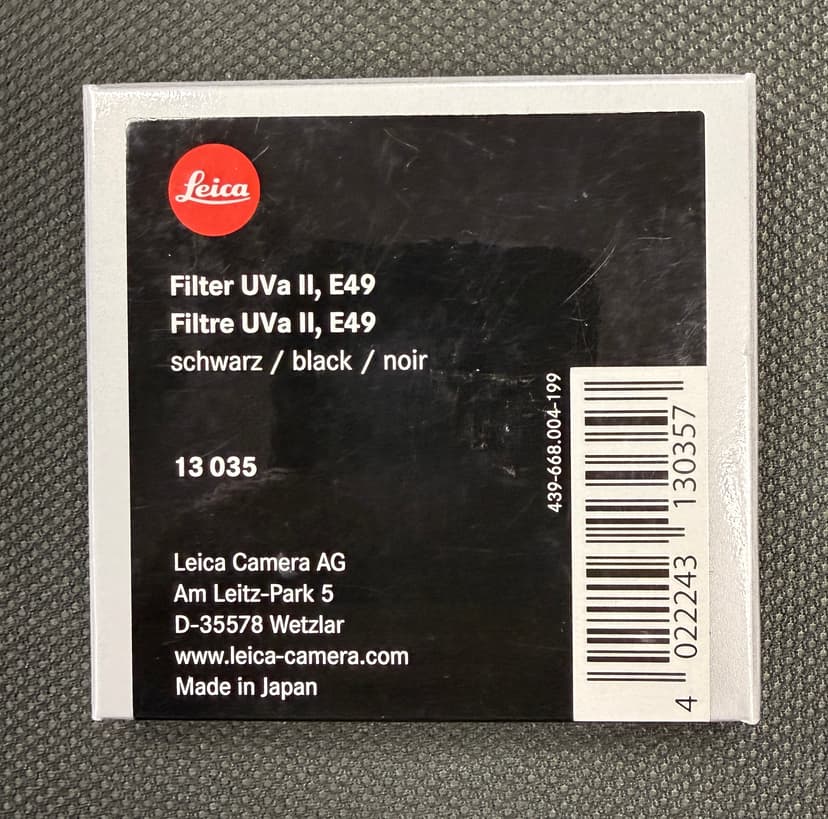 Leica
Filter UVa II, E49
Filtre UVa II, E49
schwarz / black / noir
13 035
Leica Camera AG
Am Leitz-Park 5
D-35578 Wetzlar
www.leica-camera.com
Made in Japan
439-668.004-199
4 022243 130357